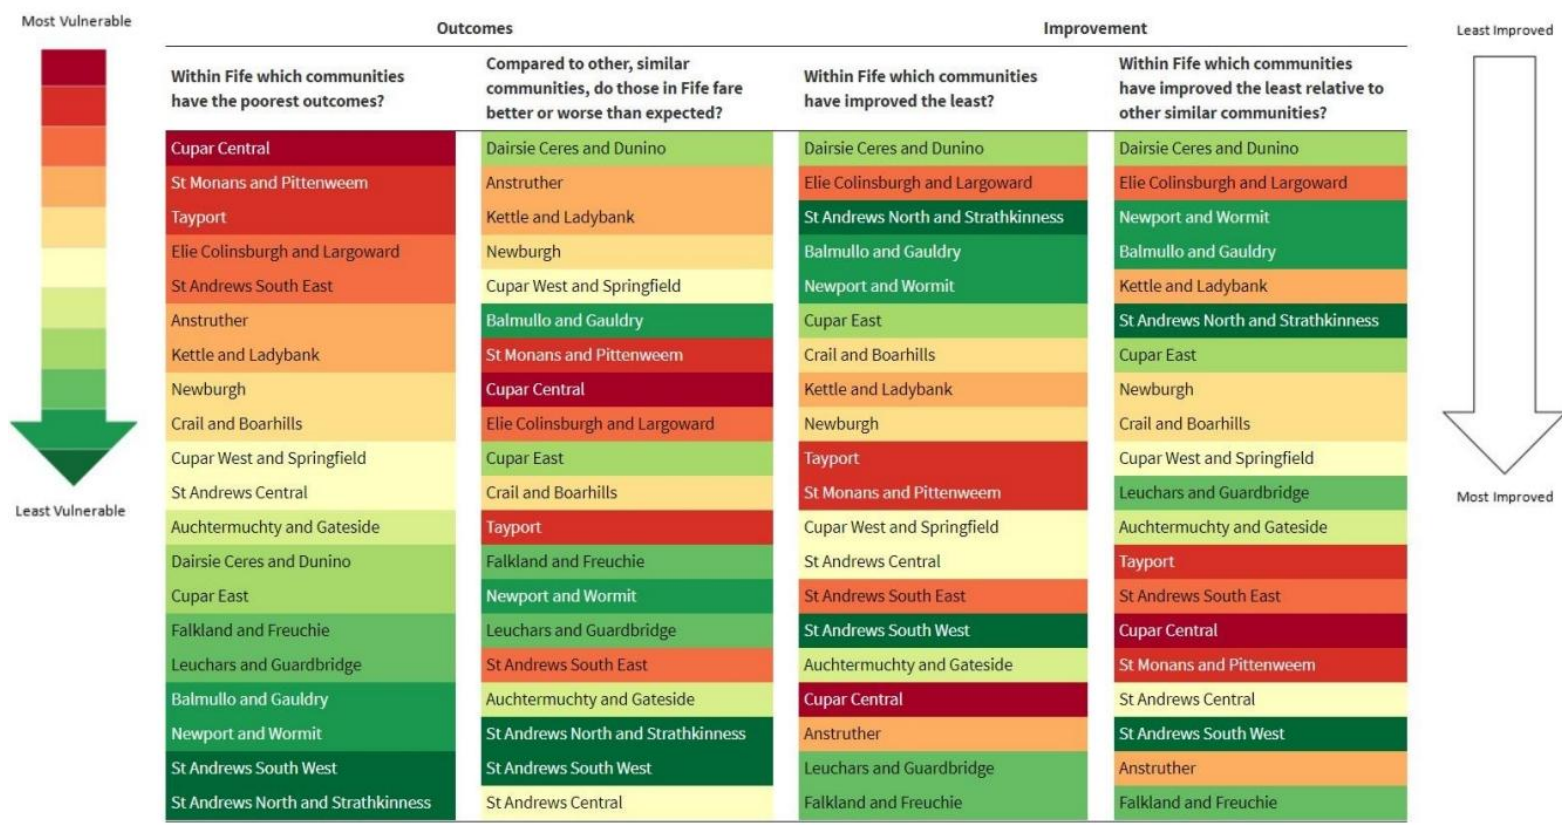 Most Vulnerable
Outcomes
Improvement
Least Improved
Within Fife which communities
have the poorest outcomes?
Compared to other, similar
communities, do those in Fife fare
better or worse than expected?
Within Fife which communities
have improved the least?
Within Fife which communities
have improved the least relative to
other similar communities?
Cupar Central
Dairsie Ceres and Dunino
Dairsie Ceres and Dunino
Dairsie Ceres and Dunino
St Monans and Pittenweem
Anstruther
Elie Colinsburgh and Largoward
Elie Colinsburgh and Largoward
Tayport
Kettle and Ladybank
St Andrews North and Strathkinness
Newport and Wormit
Elie Colinsburgh and Largoward
Newburgh
Balmullo and Gauldry
Balmullo and Gauldry
St Andrews South East
Cupar West and Springfield
Newport and Wormit
Kettle and Ladybank
Anstruther
Balmullo and Gauldry
Cupar East
St Andrews North and Strathkinness
Kettle and Ladybank
St Monans and Pittenweem
Crail and Boarhills
Cupar East
Newburgh
Cupar Central
Kettle and Ladybank
Newburgh
Crail and Boarhills
Elie Colinsburgh and Largoward
Newburgh
Crail and Boarhills
Cupar West and Springfield
Cupar East
Tayport
Cupar West and Springfield
St Andrews Central
Crail and Boarhills
St Monans and Pittenweem
Leuchars and Guardbridge
Most Improved
Least Vulnerable
Auchtermuchty and Gateside
Tayport
Cupar West and Springfield
Auchtermuchty and Gateside
Dairsie Ceres and Dunino
Falkland and Freuchie
St Andrews Central
Tayport
Cupar East
Newport and Wormit
St Andrews South East
St Andrews South East
Falkland and Freuchie
Leuchars and Guardbridge
St Andrews South West
Cupar Central
Leuchars and Guardbridge
St Andrews South East
Auchtermuchty and Gateside
St Monans and Pittenweem
Balmullo and Gauldry
Auchtermuchty and Gateside
Cupar Central
St Andrews Central
Newport and Wormit
St Andrews North and Strathkinness
Anstruther
St Andrews South West
St Andrews South West
St Andrews South West
Leuchars and Guardbridge
Anstruther
St Andrews North and Strathkinness
St Andrews Central
Falkland and Freuchie
Falkland and Freuchie